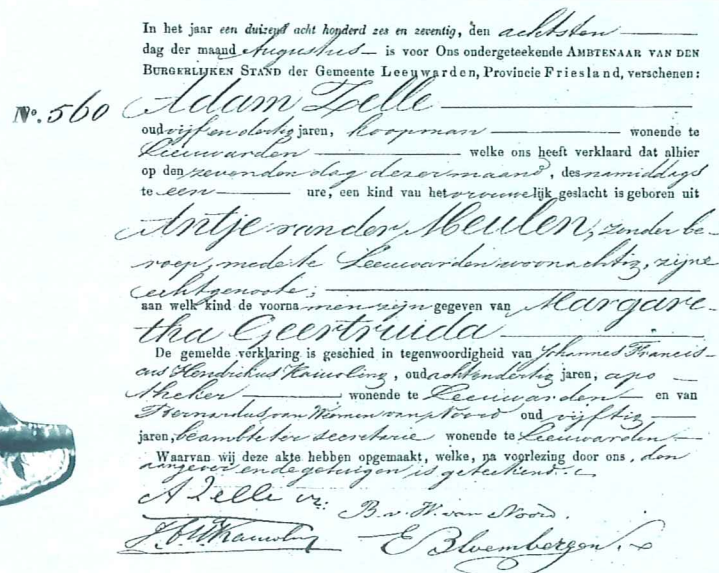 In het jaar een duizend acht honderd zes en zeventig, den achtsten
dag der maand Augustus is voor Ons ondergeteekende AMBTENAAR VAN DEN
BURGERLIJKEN STAND der Gemeente Leeuwarden, Provincie Friesland, verschenen:
No. 560 Adam Zelle
oud vijf en dertig jaren, koopman wonende te
Leeuwarden welke ons heeft verklaard dat alhier
op den zevenden dag dezer maand, des namiddags
te een ure, een kind van het vrouwelijk geslacht is geboren uit
Antje van der Meulen, zonder be-
roep, mede te Leeuwarden woonachtig, zijne
echtgenoote;
aan welk kind de voornamen zijn gegeven van Margare-
tha Geertruida
De gemelde verklaring is geschied in tegenwoordigheid van Johannes Francis-
cus Hendrikus Kauwling, oud acht en dertig jaren, apo
theker wonende te Leeuwarden en van
Bernardus van oud vijftig
jaren, beambte ter secretarie wonende te Leeuwarden
Waarvan wij deze akte hebben opgemaakt, welke, na voorlezing door ons, den
aangever en de getuigen is geteekend.
A Zelle Cz: B. v. W. van Noord.
J.F.H. Kauwling E Bloembergen